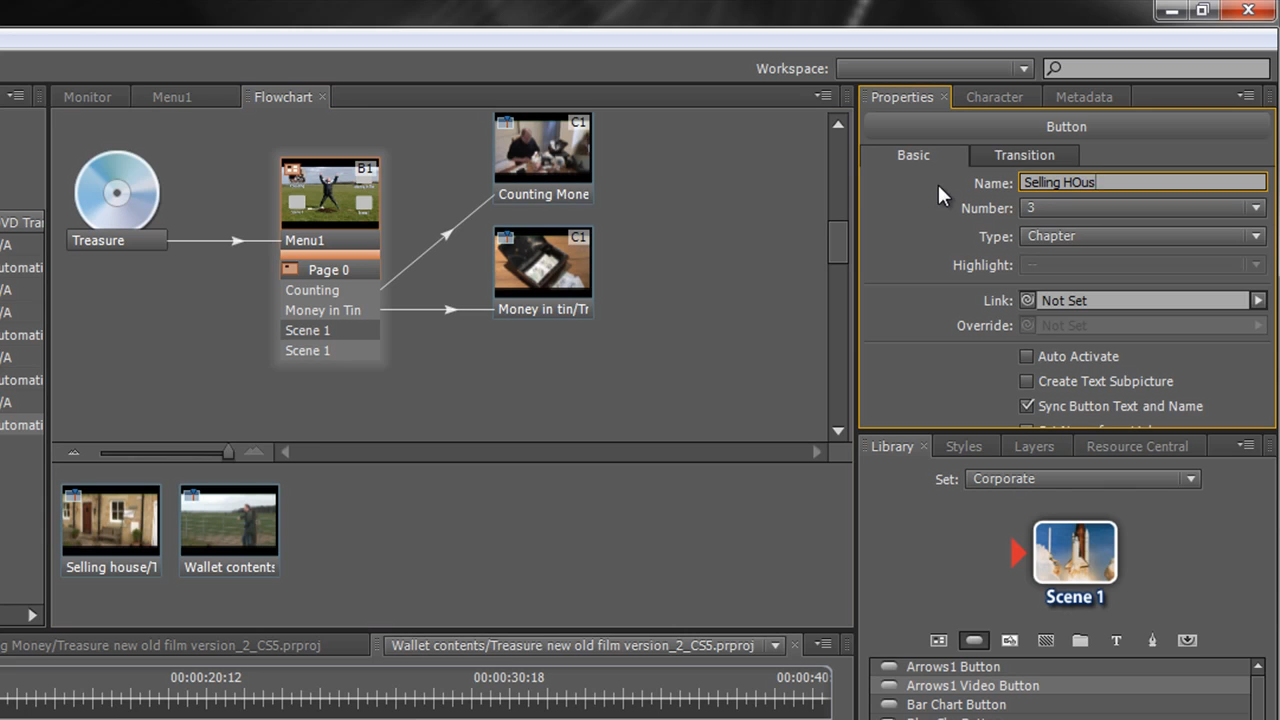 Workspace:
Monitor
Menu1
Flowchart ×
Properties ×
Character
Metadata
Button
Basic
Transition
Name: Selling HOus
Number: 3
Type: Chapter
Highlight: --
Link: Not Set
Override: Not Set
Auto Activate
Create Text Subpicture
Sync Button Text and Name
VD Tran
/A
utomati
/A
/A
utomati
/A
utomati
/A
utomati
Treasure
B1
Menu1
Page 0
Counting
Money in Tin
Scene 1
Scene 1
C1
Counting Mone
C1
Money in tin/Tr
Selling house/T
Wallet contents
Library ×
Styles
Layers
Resource Central
Set: Corporate
Scene 1
T
Arrows1 Button
Arrows1 Video Button
Bar Chart Button
g Money/Treasure new old film version_2_CS5.prproj
Wallet contents/Treasure new old film version_2_CS5.prproj
00:00:20:12
00:00:30:18
00:00:40